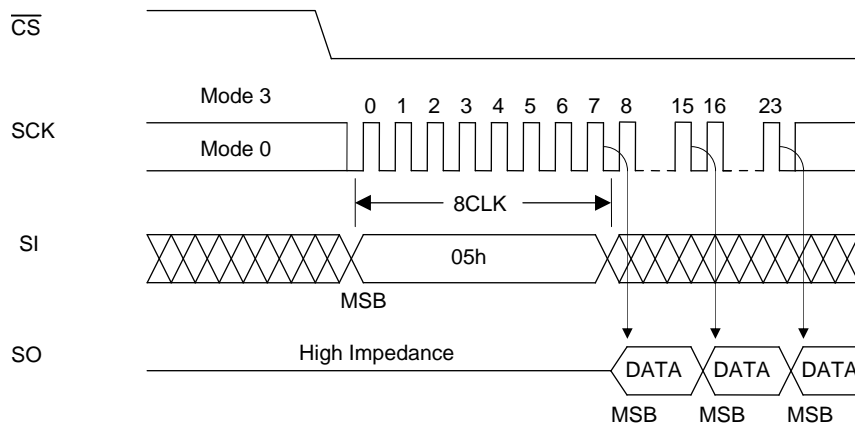 CS
Mode 3
0 1 2 3 4 5 6 7 8 15 16 23
SCK
Mode 0
8CLK
SI
05h
MSB
SO
High Impedance
DATA DATA DATA
MSB MSB MSB